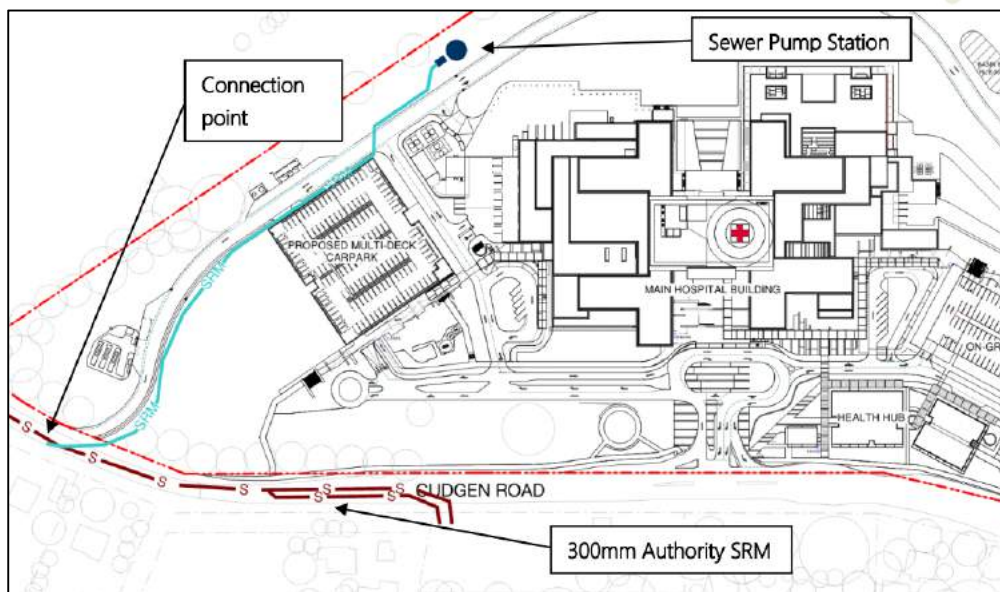 Sewer Pump Station
Connection
point
SRM
PROPOSED MULTI-DECK
CARPARK
SRM
MAIN HOSPITAL BUILDING
ON-GR
SRM
HEALTH HUB
S
S
S
S
S
S
S
S
CUDGEN ROAD
300mm Authority SRM